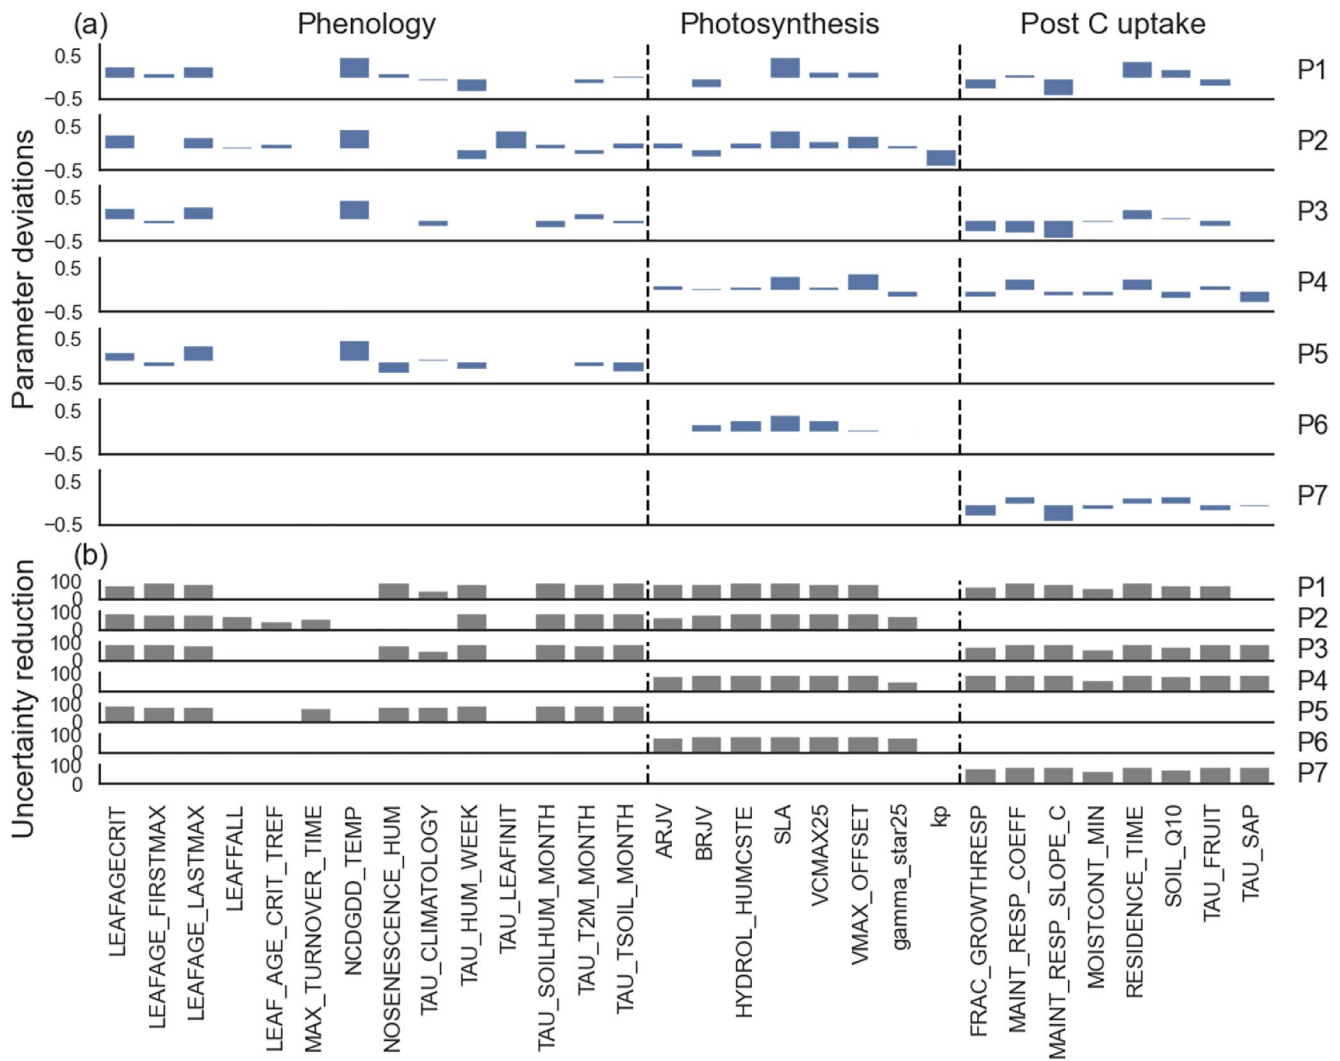 (a) Phenology Photosynthesis Post C uptake
0.5
−0.5
P1
0.5
−0.5
P2
0.5
−0.5
P3
0.5
−0.5
P4
0.5
−0.5
P5
0.5
−0.5
P6
0.5
−0.5
P7
Parameter deviations
(b)
100
0
P1
100
0
P2
100
0
P3
100
0
P4
100
0
P5
100
0
P6
100
0
P7
Uncertainty reduction
LEAFAGECRIT
LEAFAGE_FIRSTMAX
LEAFAGE_LASTMAX
LEAFFALL
LEAF_AGE_CRIT_TREF
MAX_TURNOVER_TIME
NCDGDD_TEMP
NOSENESCENCE_HUM
TAU_CLIMATOLOGY
TAU_HUM_WEEK
TAU_LEAFINIT
TAU_SOILHUM_MONTH
TAU_T2M_MONTH
TAU_TSOIL_MONTH
ARJV
BRJV
HYDROL_HUMCSTE
SLA
VCMAX25
VMAX_OFFSET
gamma_star25
kp
FRAC_GROWTHRESP
MAINT_RESP_COEFF
MAINT_RESP_SLOPE_C
MOISTCONT_MIN
RESIDENCE_TIME
SOIL_Q10
TAU_FRUIT
TAU_SAP